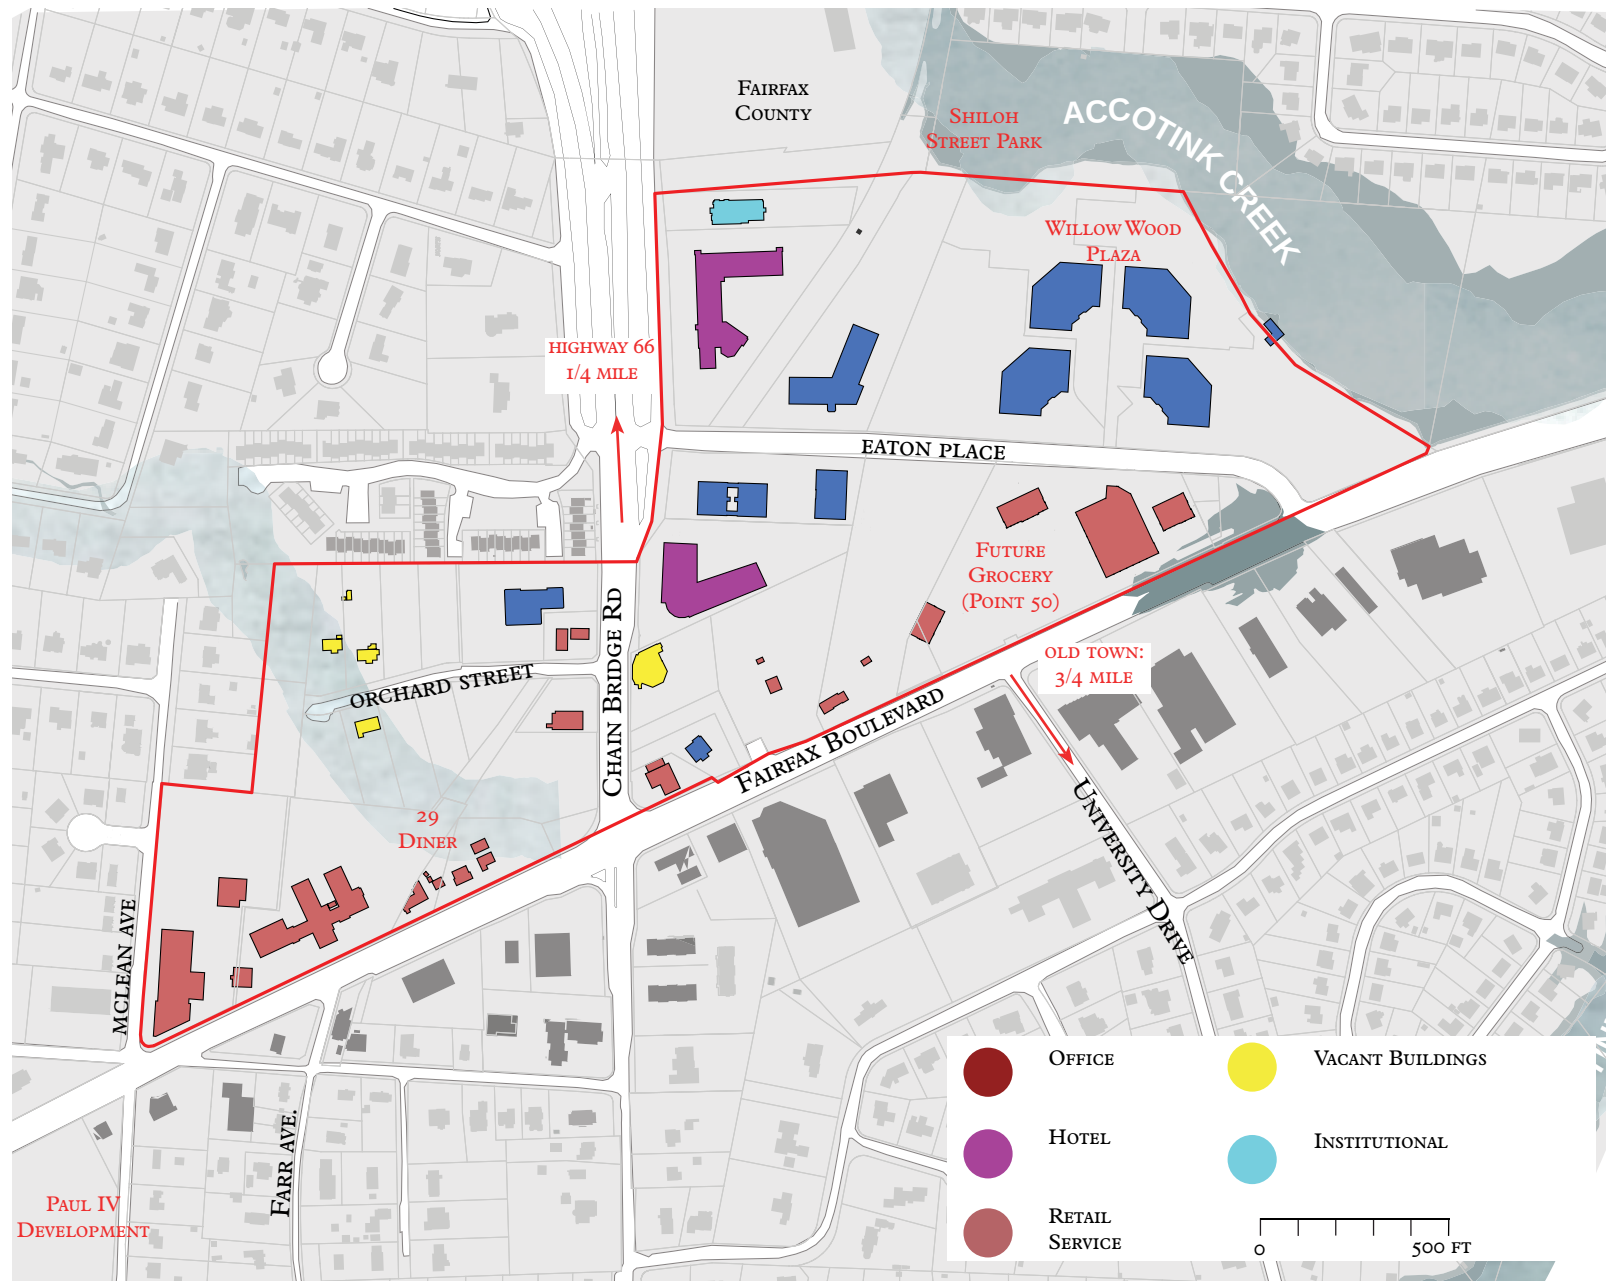 Fairfax
County
Shiloh
Street Park
ACCOTINK CREEK
Willow Wood
Plaza
Highway 66
1/4 mile
Eaton Place
Future
Grocery
(Point 50)
Chain Bridge Rd
Orchard Street
Old Town:
3/4 mile
Fairfax Boulevard
University Drive
29
Diner
McLean Ave
Farr Ave.
Paul IV
Development
Office
Vacant Buildings
Hotel
Institutional
Retail
Service
0 500 ft